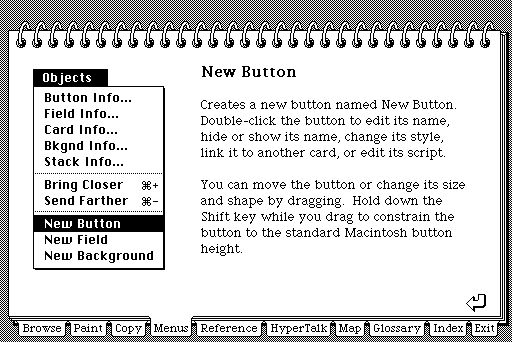 Objects
Button Info...
Field Info...
Card Info...
Bkgnd Info...
Stack Info...
Bring Closer ⌘+
Send Farther ⌘-
New Button
New Field
New Background
New Button
Creates a new button named New Button.
Double-click the button to edit its name,
hide or show its name, change its style,
link it to another card, or edit its script.
You can move the button or change its size
and shape by dragging. Hold down the
Shift key while you drag to constrain the
button to the standard Macintosh button
height.
Browse Paint Copy Menus Reference HyperTalk Map Glossary Index Exit